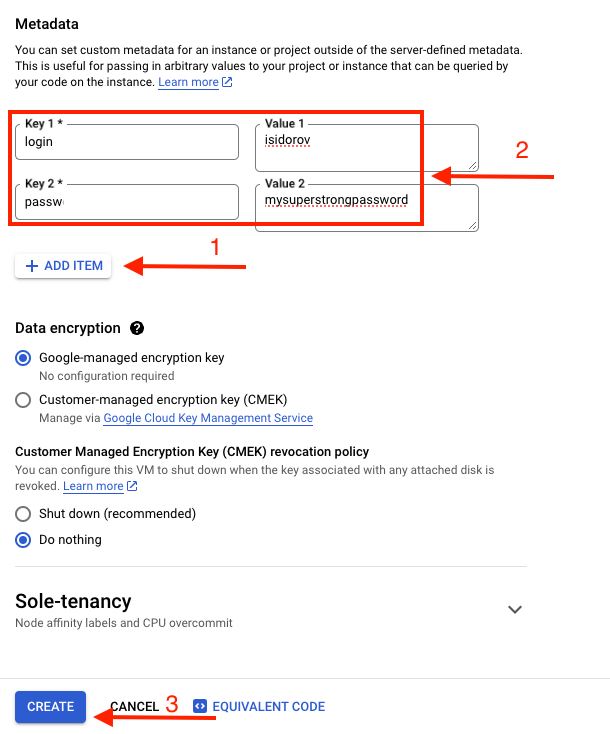 Metadata
You can set custom metadata for an instance or project outside of the server-defined metadata.
This is useful for passing in arbitrary values to your project or instance that can be queried by
your code on the instance. Learn more
Key 1 *
login
Value 1
isidorov
2
Key 2 *
passw
Value 2
mysuperstrongpassword
1
+ ADD ITEM
Data encryption ?
Google-managed encryption key
No configuration required
Customer-managed encryption key (CMEK)
Manage via Google Cloud Key Management Service
Customer Managed Encryption Key (CMEK) revocation policy
You can configure this VM to shut down when the key associated with any attached disk is
revoked. Learn more
Shut down (recommended)
Do nothing
Sole-tenancy
Node affinity labels and CPU overcommit
CREATE CANCEL 3 EQUIVALENT CODE